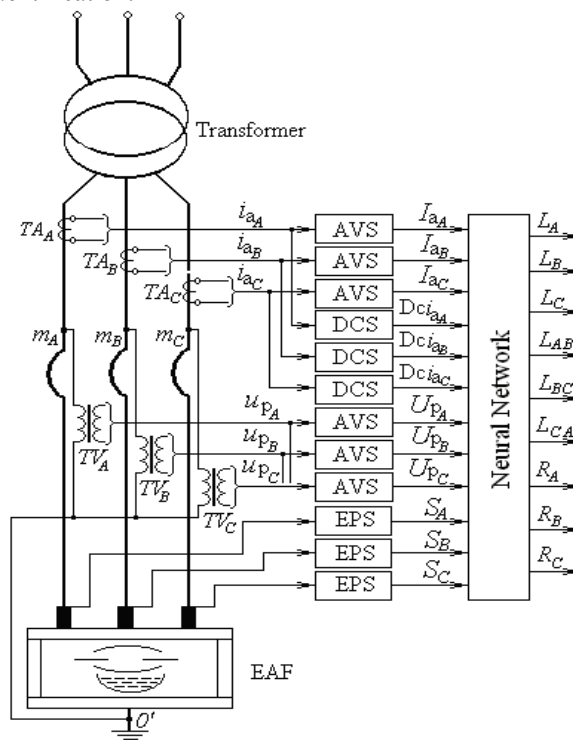 Transformer
TA_A
i_aA AVS I_aA L_A
TA_B
i_aB AVS I_aB L_B
TA_C
i_aC AVS I_aC L_C
m_A m_B m_C
DCS Dci_aA
DCS Dci_aB L_AB
DCS Dci_aC L_BC
Neural Network
TV_A
u_pA AVS U_pA L_CA
TV_B
u_pB AVS U_pB R_A
TV_C
u_pC AVS U_pC
EPS S_A R_B
EPS S_B R_C
EPS S_C
EAF
O'